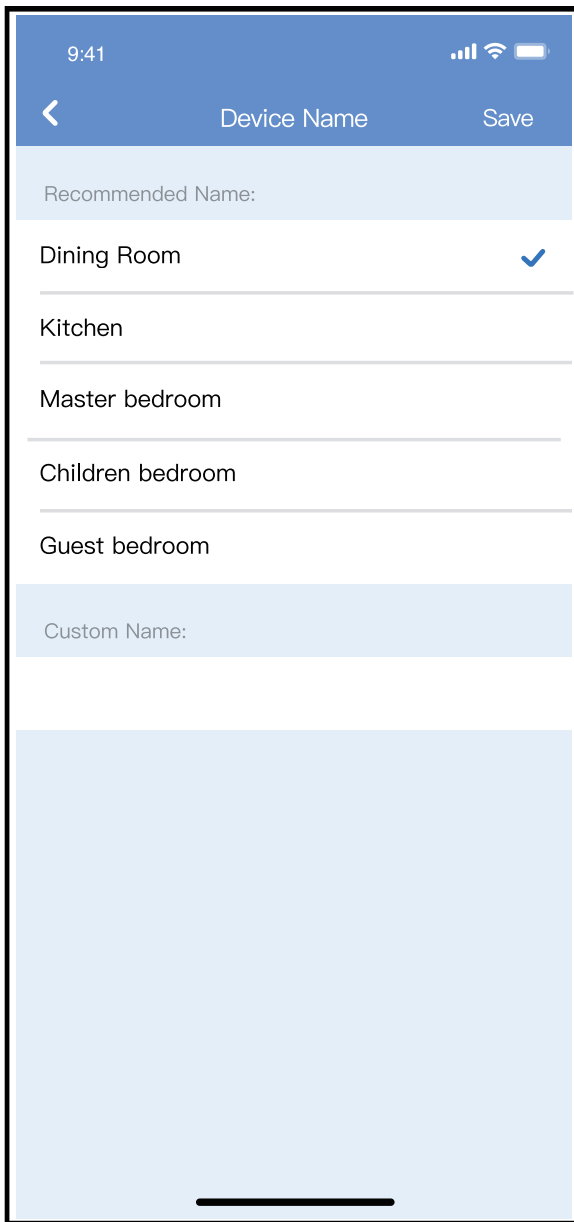 9:41
Device Name
Save
Recommended Name:
Dining Room
Kitchen
Master bedroom
Children bedroom
Guest bedroom
Custom Name: